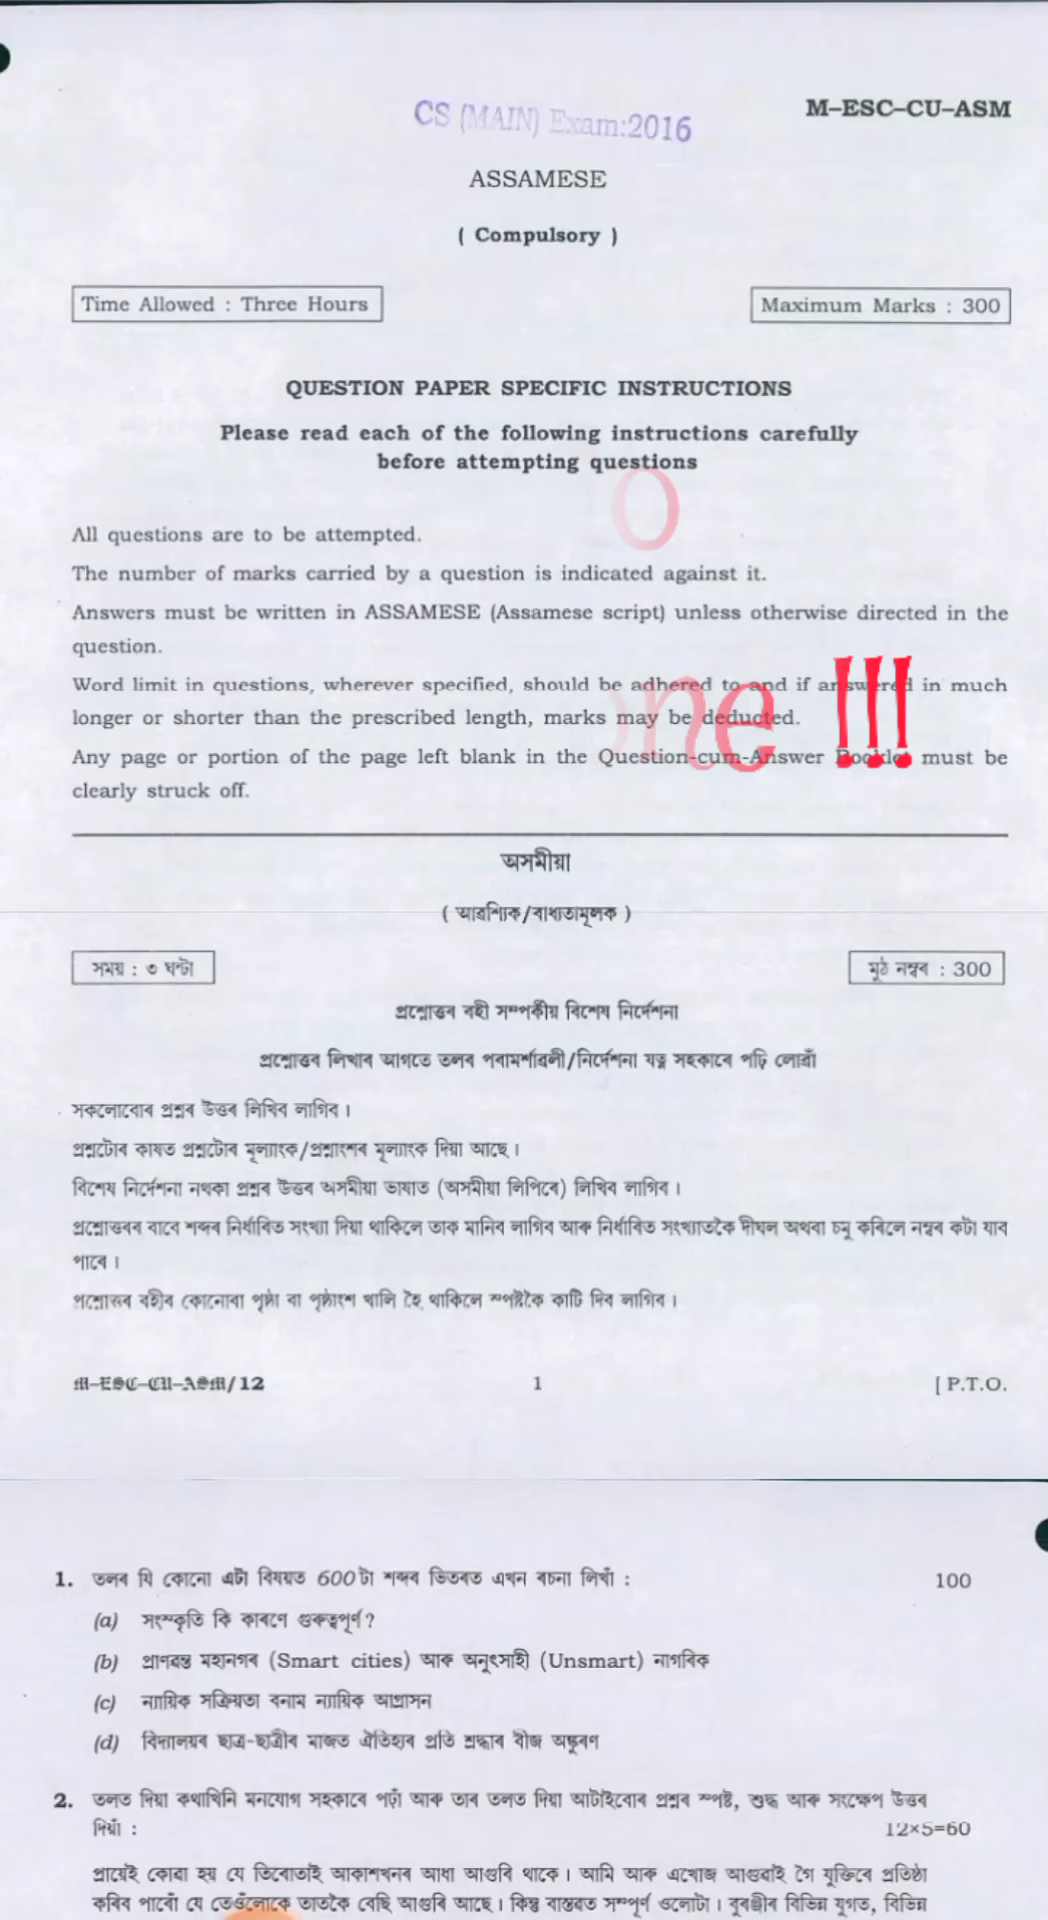 CS (MAIN) Exam:2016
M–ESC–CU–ASM
ASSAMESE
( Compulsory )
Time Allowed : Three Hours
Maximum Marks : 300
QUESTION PAPER SPECIFIC INSTRUCTIONS
Please read each of the following instructions carefully
before attempting questions
O
All questions are to be attempted.
The number of marks carried by a question is indicated against it.
Answers must be written in ASSAMESE (Assamese script) unless otherwise directed in the
question.
Word limit in questions, wherever specified, should be adhered to and if answered in much
longer or shorter than the prescribed length, marks may be deducted.
one !!!
Any page or portion of the page left blank in the Question-cum-Answer Booklet must be
clearly struck off.
অসমীয়া
( আৱশ্যিক/বাধ্যতামূলক )
সময় : ৩ ঘন্টা
মুঠ নম্বৰ : 300
প্ৰশ্নোত্তৰ বহী সম্পৰ্কীয় বিশেষ নিৰ্দেশনা
প্ৰশ্নোত্তৰ লিখাৰ আগতে তলৰ পৰামৰ্শাৱলী/নিৰ্দেশনা যত্ন সহকাৰে পঢ়ি লোৱাঁ
সকলোবোৰ প্ৰশ্নৰ উত্তৰ লিখিব লাগিব ।
প্ৰশ্নটোৰ কাষত প্ৰশ্নটোৰ মূল্যাংক/প্ৰশ্নাংশৰ মূল্যাংক দিয়া আছে ।
বিশেষ নিৰ্দেশনা নথকা প্ৰশ্নৰ উত্তৰ অসমীয়া ভাষাত (অসমীয়া লিপিৰে) লিখিব লাগিব ।
প্ৰশ্নোত্তৰৰ বাবে শব্দৰ নিৰ্ধাৰিত সংখ্যা দিয়া থাকিলে তাক মানিব লাগিব আৰু নিৰ্ধাৰিত সংখ্যাতকৈ দীঘল অথবা চমু কৰিলে নম্বৰ কটা যাব
পাৰে ।
প্ৰশ্নোত্তৰ বহীৰ কোনোবা পৃষ্ঠা বা পৃষ্ঠাংশ খালি হৈ থাকিলে স্পষ্টকৈ কাটি দিব লাগিব ।
M–ESC–CU–ASM/12
1
[ P.T.O.
1. তলৰ যি কোনো এটা বিষয়ত 600 টা শব্দৰ ভিতৰত এখন ৰচনা লিখাঁ : 100
(a) সংস্কৃতি কি কাৰণে গুৰুত্বপূৰ্ণ?
(b) প্ৰাণৱন্ত মহানগৰ (Smart cities) আৰু অনুৎসাহী (Unsmart) নাগৰিক
(c) ন্যায়িক সক্ৰিয়তা বনাম ন্যায়িক আগ্ৰাসন
(d) বিদ্যালয়ৰ ছাত্ৰ-ছাত্ৰীৰ মাজত ঐতিহ্যৰ প্ৰতি শ্ৰদ্ধাৰ বীজ অঙ্কুৰণ
2. তলত দিয়া কথাখিনি মনযোগ সহকাৰে পঢ়াঁ আৰু তাৰ তলত দিয়া আটাইবোৰ প্ৰশ্নৰ স্পষ্ট, শুদ্ধ আৰু সংক্ষেপ উত্তৰ
দিয়াঁ : 12×5=60
প্ৰায়েই কোৱা হয় যে তিৰোতাই আকাশখনৰ আধা আগুৰি থাকে । আমি আৰু এখোজ আগুৱাই গৈ যুক্তিৰে প্ৰতিষ্ঠা
কৰিব পাৰোঁ যে তেওঁলোকে তাতকৈ বেছি আগুৰি আছে । কিন্তু বাস্তৱত সম্পূৰ্ণ ওলোটা । বুৰঞ্জীৰ বিভিন্ন যুগত, বিভিন্ন